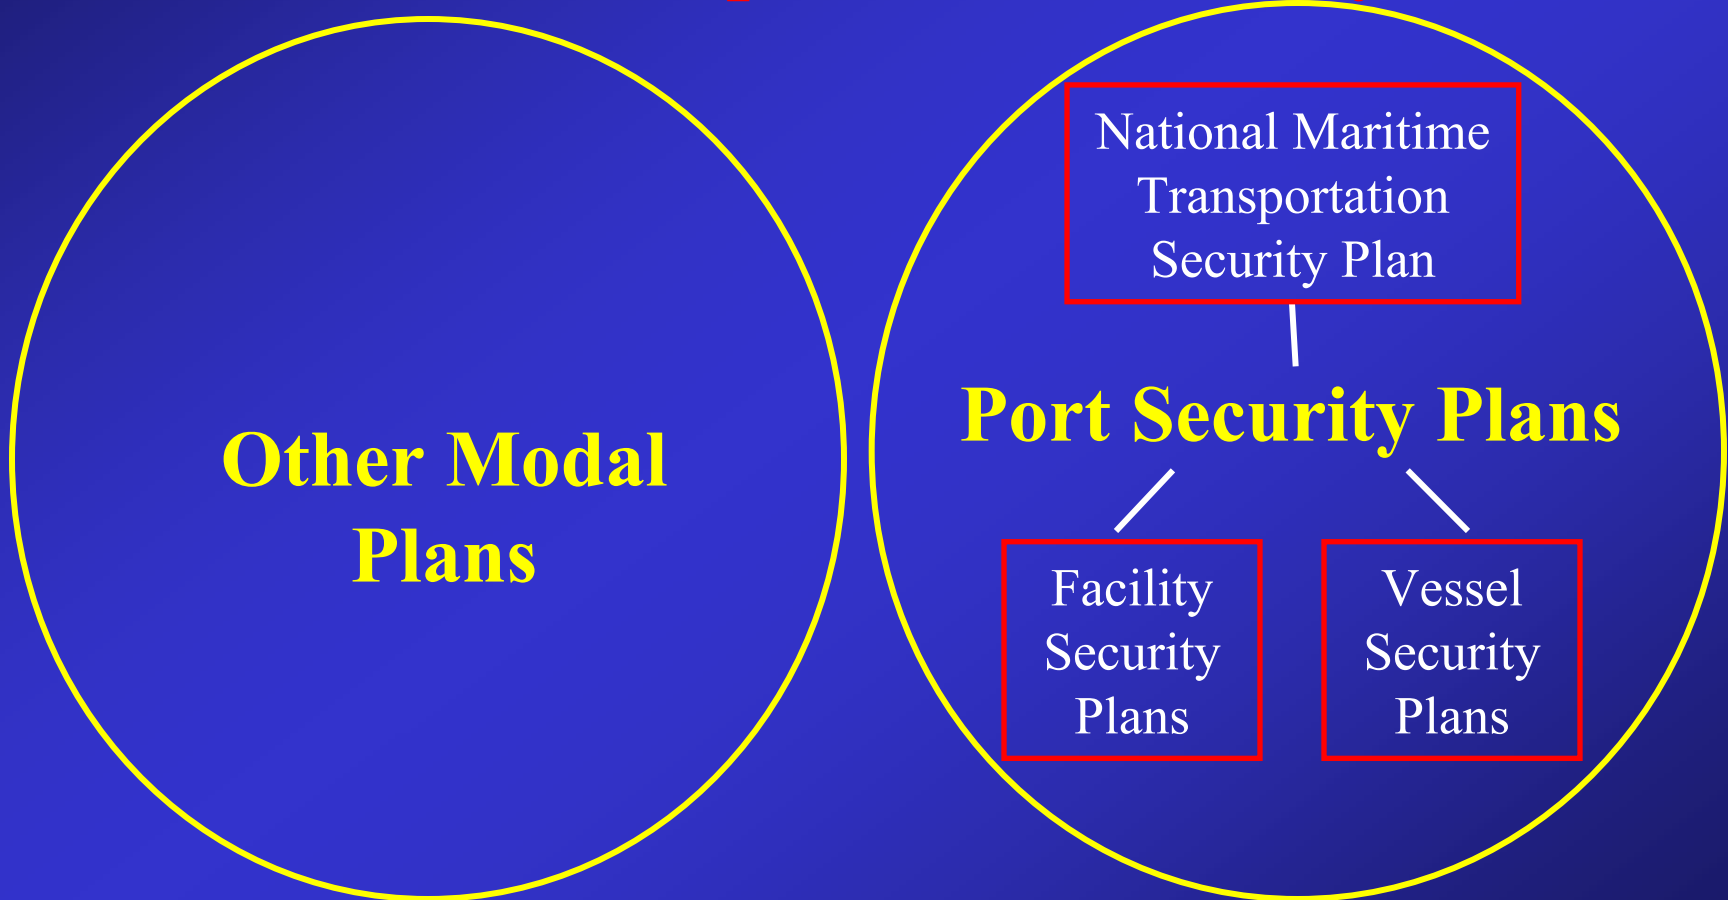 Other Modal
Plans
National Maritime
Transportation
Security Plan
Port Security Plans
Facility
Security
Plans
Vessel
Security
Plans